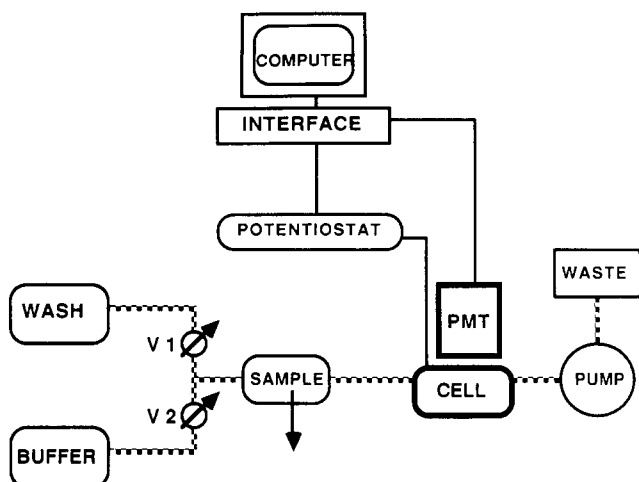 COMPUTER
INTERFACE
POTENTIOSTAT
WASTE
WASH
PMT
V 1
SAMPLE
CELL
PUMP
V 2
BUFFER